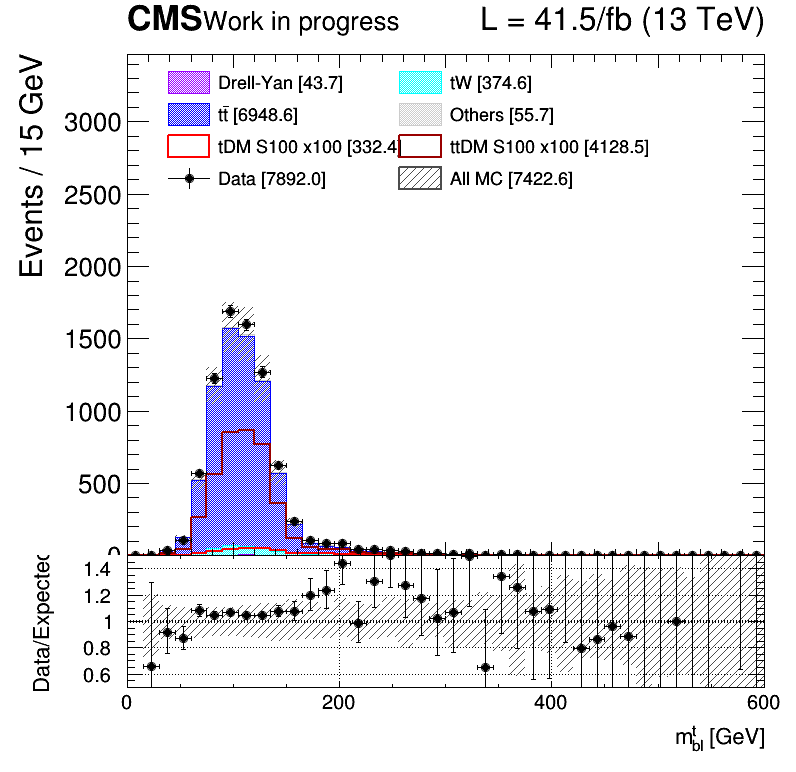 CMS Work in progress L = 41.5/fb (13 TeV)
Events / 15 GeV
Drell-Yan [43.7] tW [374.6]
tt̄ [6948.6] Others [55.7]
tDM S100 x100 [332.4] ttDM S100 x100 [4128.5]
Data [7892.0] All MC [7422.6]
3000
2500
2000
1500
1000
500
0
Data/Expected
1.4
1.2
1
0.8
0.6
0 200 400 600
m^t_bl [GeV]